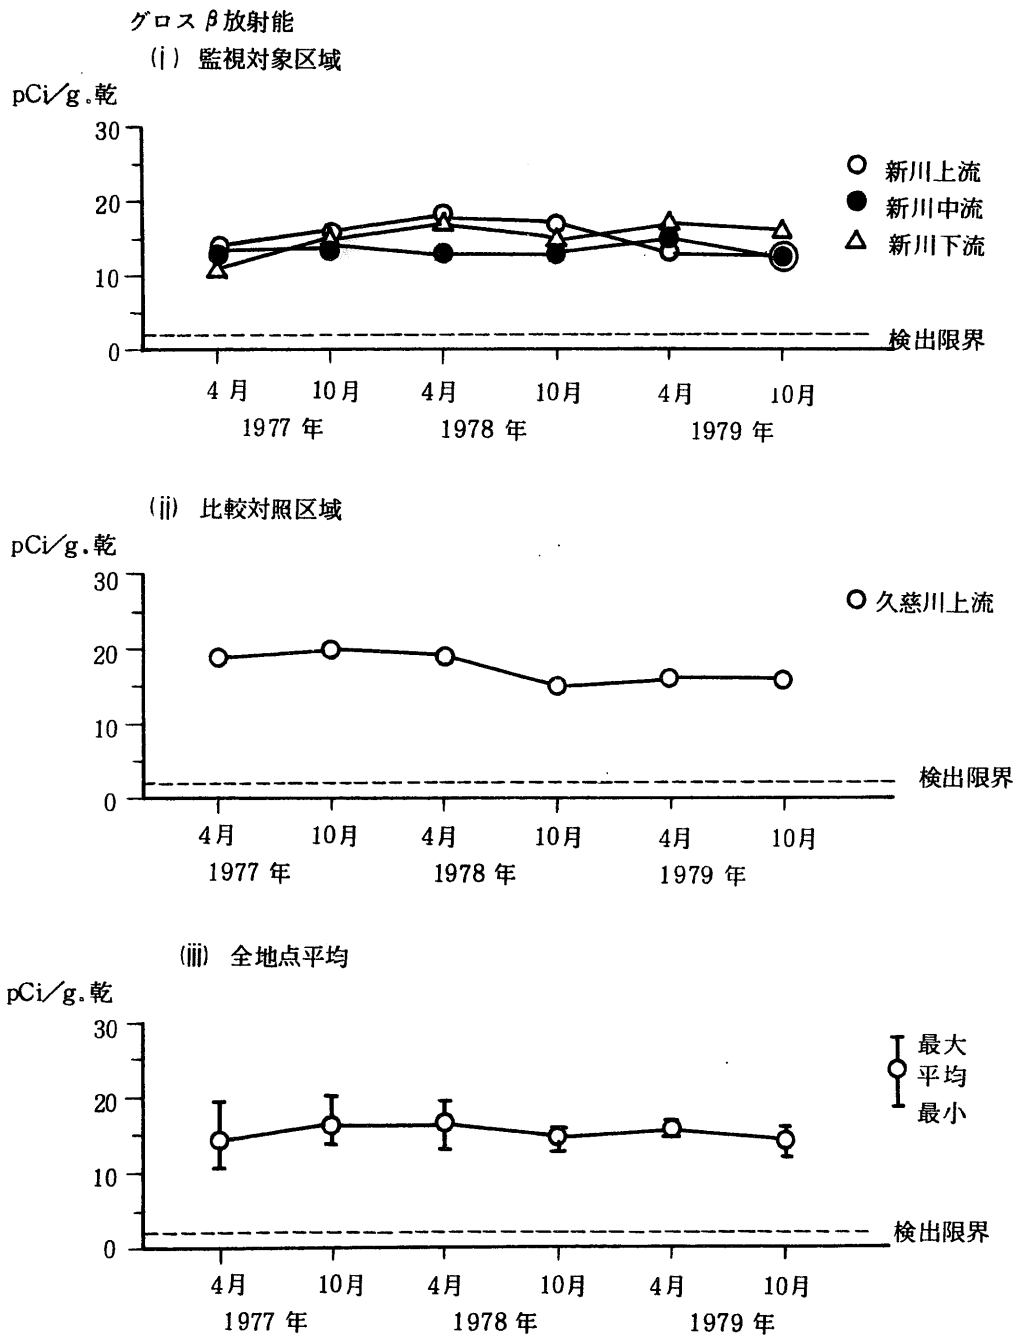 グロスβ放射能
(i) 監視対象区域
pCi/g.乾
30
20
10
0
新川上流
新川中流
新川下流
検出限界
4月 10月 4月 10月 4月 10月
1977年 1978年 1979年
(ii) 比較対照区域
pCi/g.乾
30
20
10
0
久慈川上流
検出限界
4月 10月 4月 10月 4月 10月
1977年 1978年 1979年
(iii) 全地点平均
pCi/g.乾
30
20
10
0
最大
平均
最小
検出限界
4月 10月 4月 10月 4月 10月
1977年 1978年 1979年